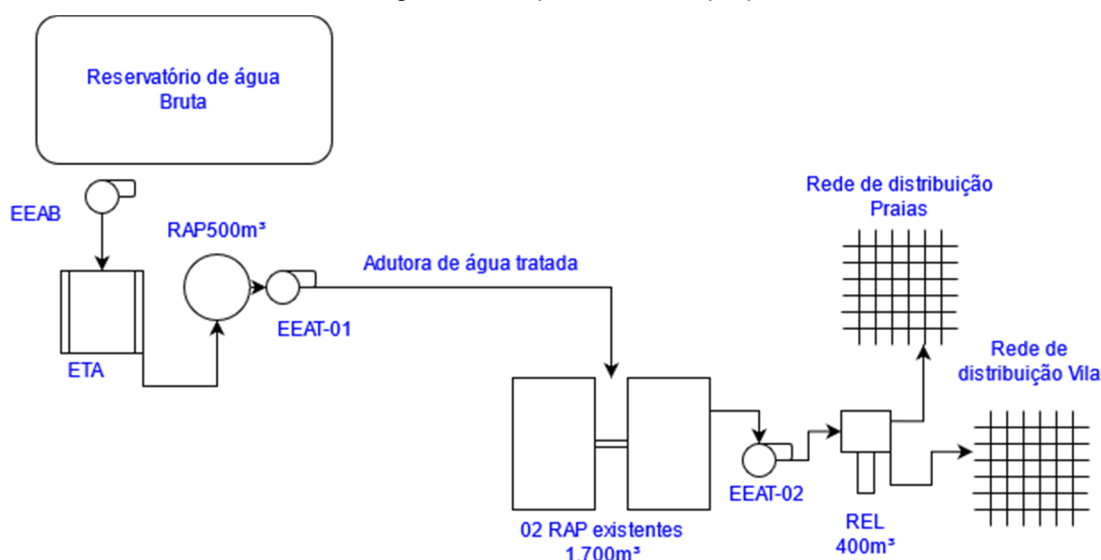 Reservatório de água
Bruta
EEAB
RAP500m³
ETA
EEAT-01
Adutora de água tratada
02 RAP existentes
1.700m³
EEAT-02
REL
400m³
Rede de distribuição
Praias
Rede de
distribuição Vila